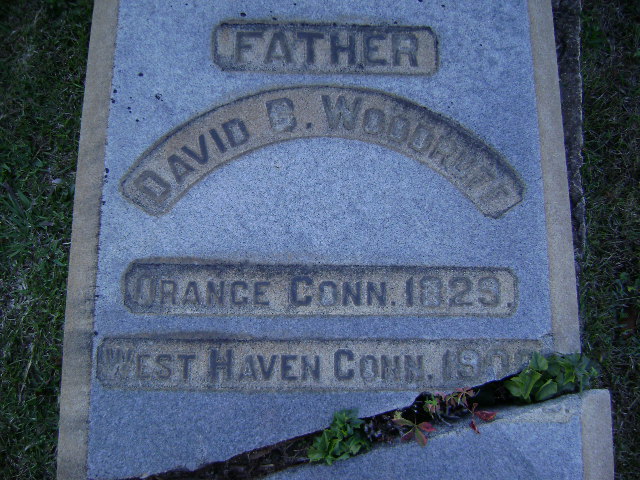 FATHER
DAVID B. WOODRUFF
ORANGE CONN. 1829.
WEST HAVEN CONN.